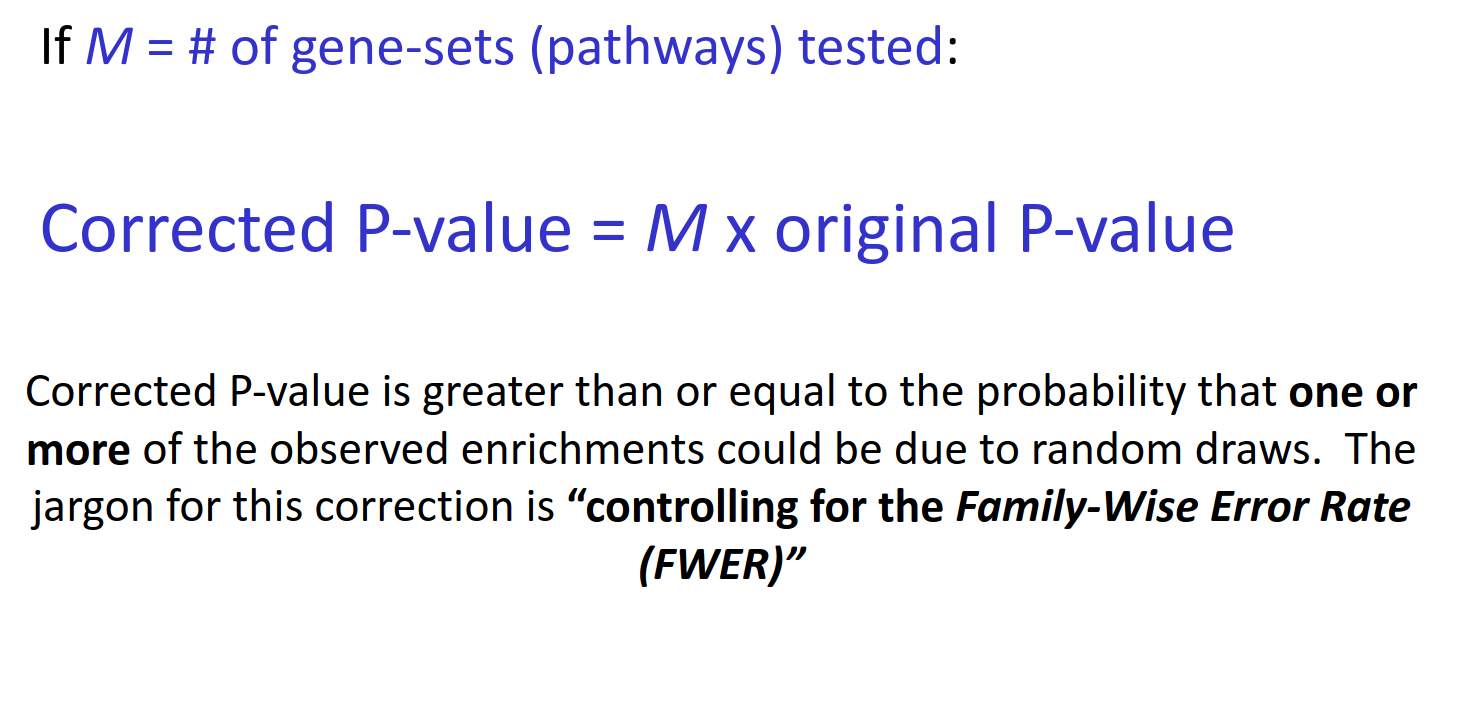 If M = # of gene-sets (pathways) tested:
Corrected P-value = M x original P-value
Corrected P-value is greater than or equal to the probability that one or
more of the observed enrichments could be due to random draws.  The
jargon for this correction is “controlling for the Family-Wise Error Rate
(FWER)”